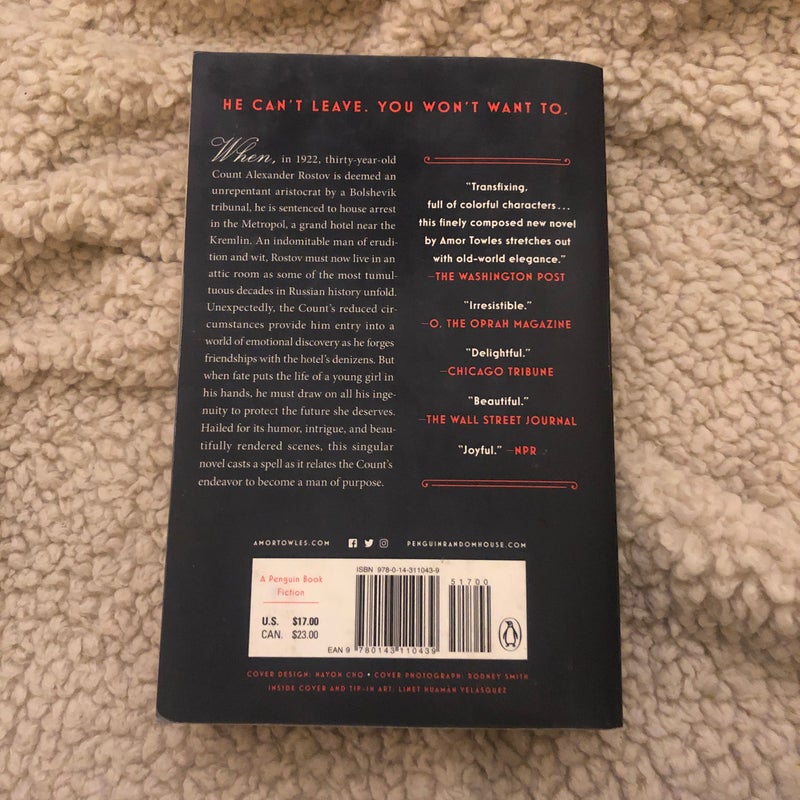 HE CAN'T LEAVE. YOU WON'T WANT TO.
When, in 1922, thirty-year-old
Count Alexander Rostov is deemed an
unrepentant aristocrat by a Bolshevik
tribunal, he is sentenced to house arrest
in the Metropol, a grand hotel near the
Kremlin. An indomitable man of erudi-
tion and wit, Rostov must now live in an
attic room as some of the most tumul-
tuous decades in Russian history unfold.
Unexpectedly, the Count's reduced cir-
cumstances provide him entry into a
world of emotional discovery as he forges
friendships with the hotel's denizens. But
when fate puts the life of a young girl in
his hands, he must draw on all his inge-
nuity to protect the future she deserves.
Hailed for its humor, intrigue, and beau-
tifully rendered scenes, this singular
novel casts a spell as it relates the Count's
endeavor to become a man of purpose.
"Transfixing,
full of colorful characters...
this finely composed new novel
by Amor Towles stretches out
with old-world elegance."
—THE WASHINGTON POST
"Irresistible."
—O, THE OPRAH MAGAZINE
"Delightful."
—CHICAGO TRIBUNE
"Beautiful."
—THE WALL STREET JOURNAL
"Joyful." —NPR
AMORTOWLES.COM
PENGUINRANDOMHOUSE.COM
A Penguin Book
Fiction
U.S. $17.00
CAN. $23.00
ISBN 978-0-14-311043-9
51700
EAN 9 780143 110439
COVER DESIGN: NAYON CHO • COVER PHOTOGRAPH: RODNEY SMITH
INSIDE COVER AND TIP-IN ART: LINET HUAMÁN VELÁSQUEZ